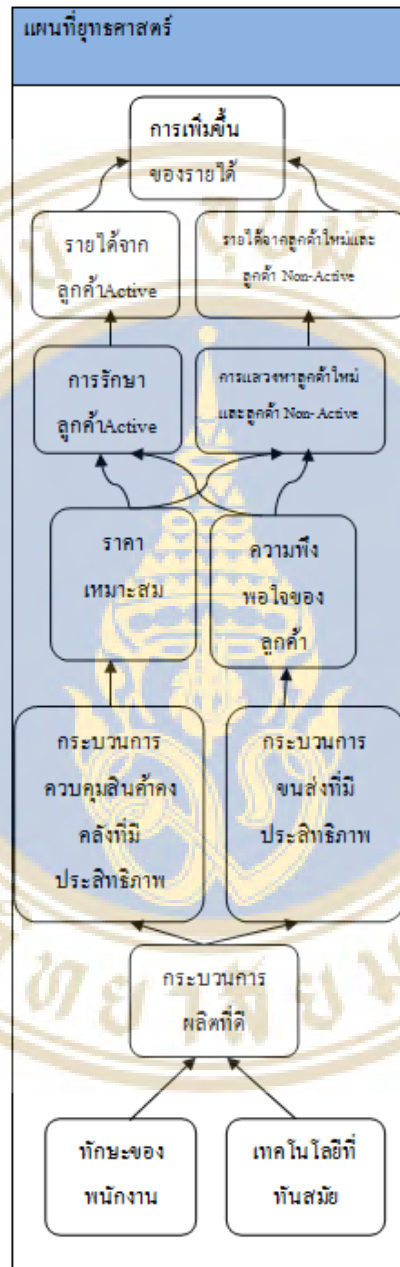 แผนที่ยุทธศาสตร์
การเพิ่มขึ้น
ของรายได้
รายได้จาก
ลูกค้าActive
รายได้จากลูกค้าใหม่และ
ลูกค้า Non-Active
การรักษา
ลูกค้าActive
การแสวงหาลูกค้าใหม่
และลูกค้า Non-Active
ราคา
เหมาะสม
ความพึง
พอใจของ
ลูกค้า
กระบวนการ
ควบคุมสินค้าคง
คลังที่มี
ประสิทธิภาพ
กระบวนการ
ขนส่งที่มี
ประสิทธิภาพ
กระบวนการ
ผลิตที่ดี
ทักษะของ
พนักงาน
เทคโนโลยีที่
ทันสมัย